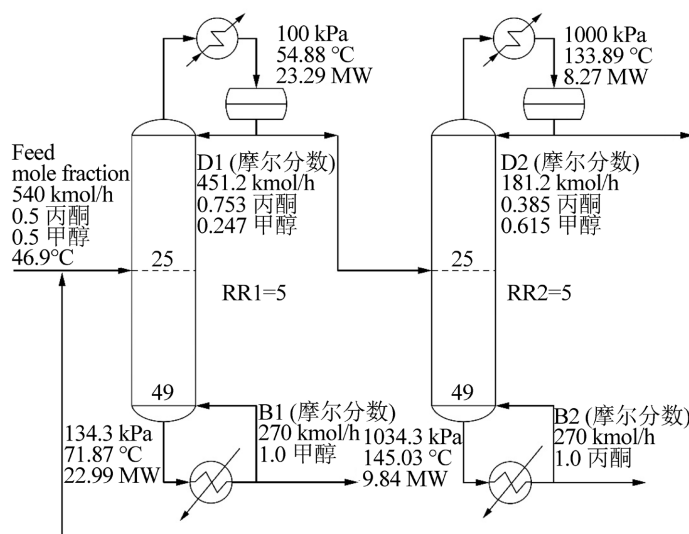 100 kPa
54.88 °C
23.29 MW
1000 kPa
133.89 °C
8.27 MW
Feed
mole fraction
540 kmol/h
0.5 丙酮
0.5 甲醇
46.9°C
D1 (摩尔分数)
451.2 kmol/h
0.753 丙酮
0.247 甲醇
D2 (摩尔分数)
181.2 kmol/h
0.385 丙酮
0.615 甲醇
25
RR1=5
25
RR2=5
49
49
B1 (摩尔分数)
270 kmol/h
1.0 甲醇
B2 (摩尔分数)
270 kmol/h
1.0 丙酮
134.3 kPa
71.87 °C
22.99 MW
1034.3 kPa
145.03 °C
9.84 MW